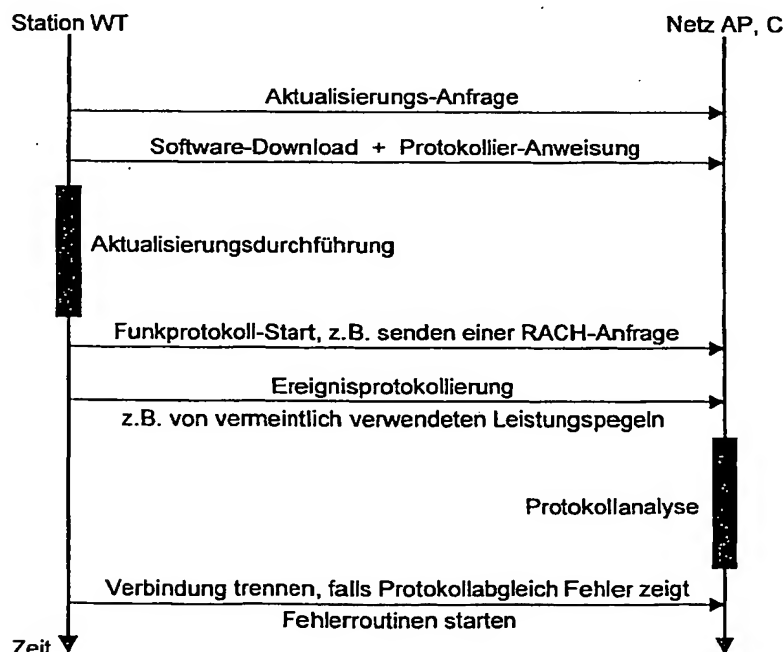 Station WT
Netz AP, C
Aktualisierungs-Anfrage
Software-Download + Protokollier-Anweisung
Aktualisierungsdurchführung
Funkprotokoll-Start, z.B. senden einer RACH-Anfrage
Ereignisprotokollierung
z.B. von vermeintlich verwendeten Leistungspegeln
Protokollanalyse
Verbindung trennen, falls Protokollabgleich Fehler zeigt
Fehlerroutinen starten
Zeit